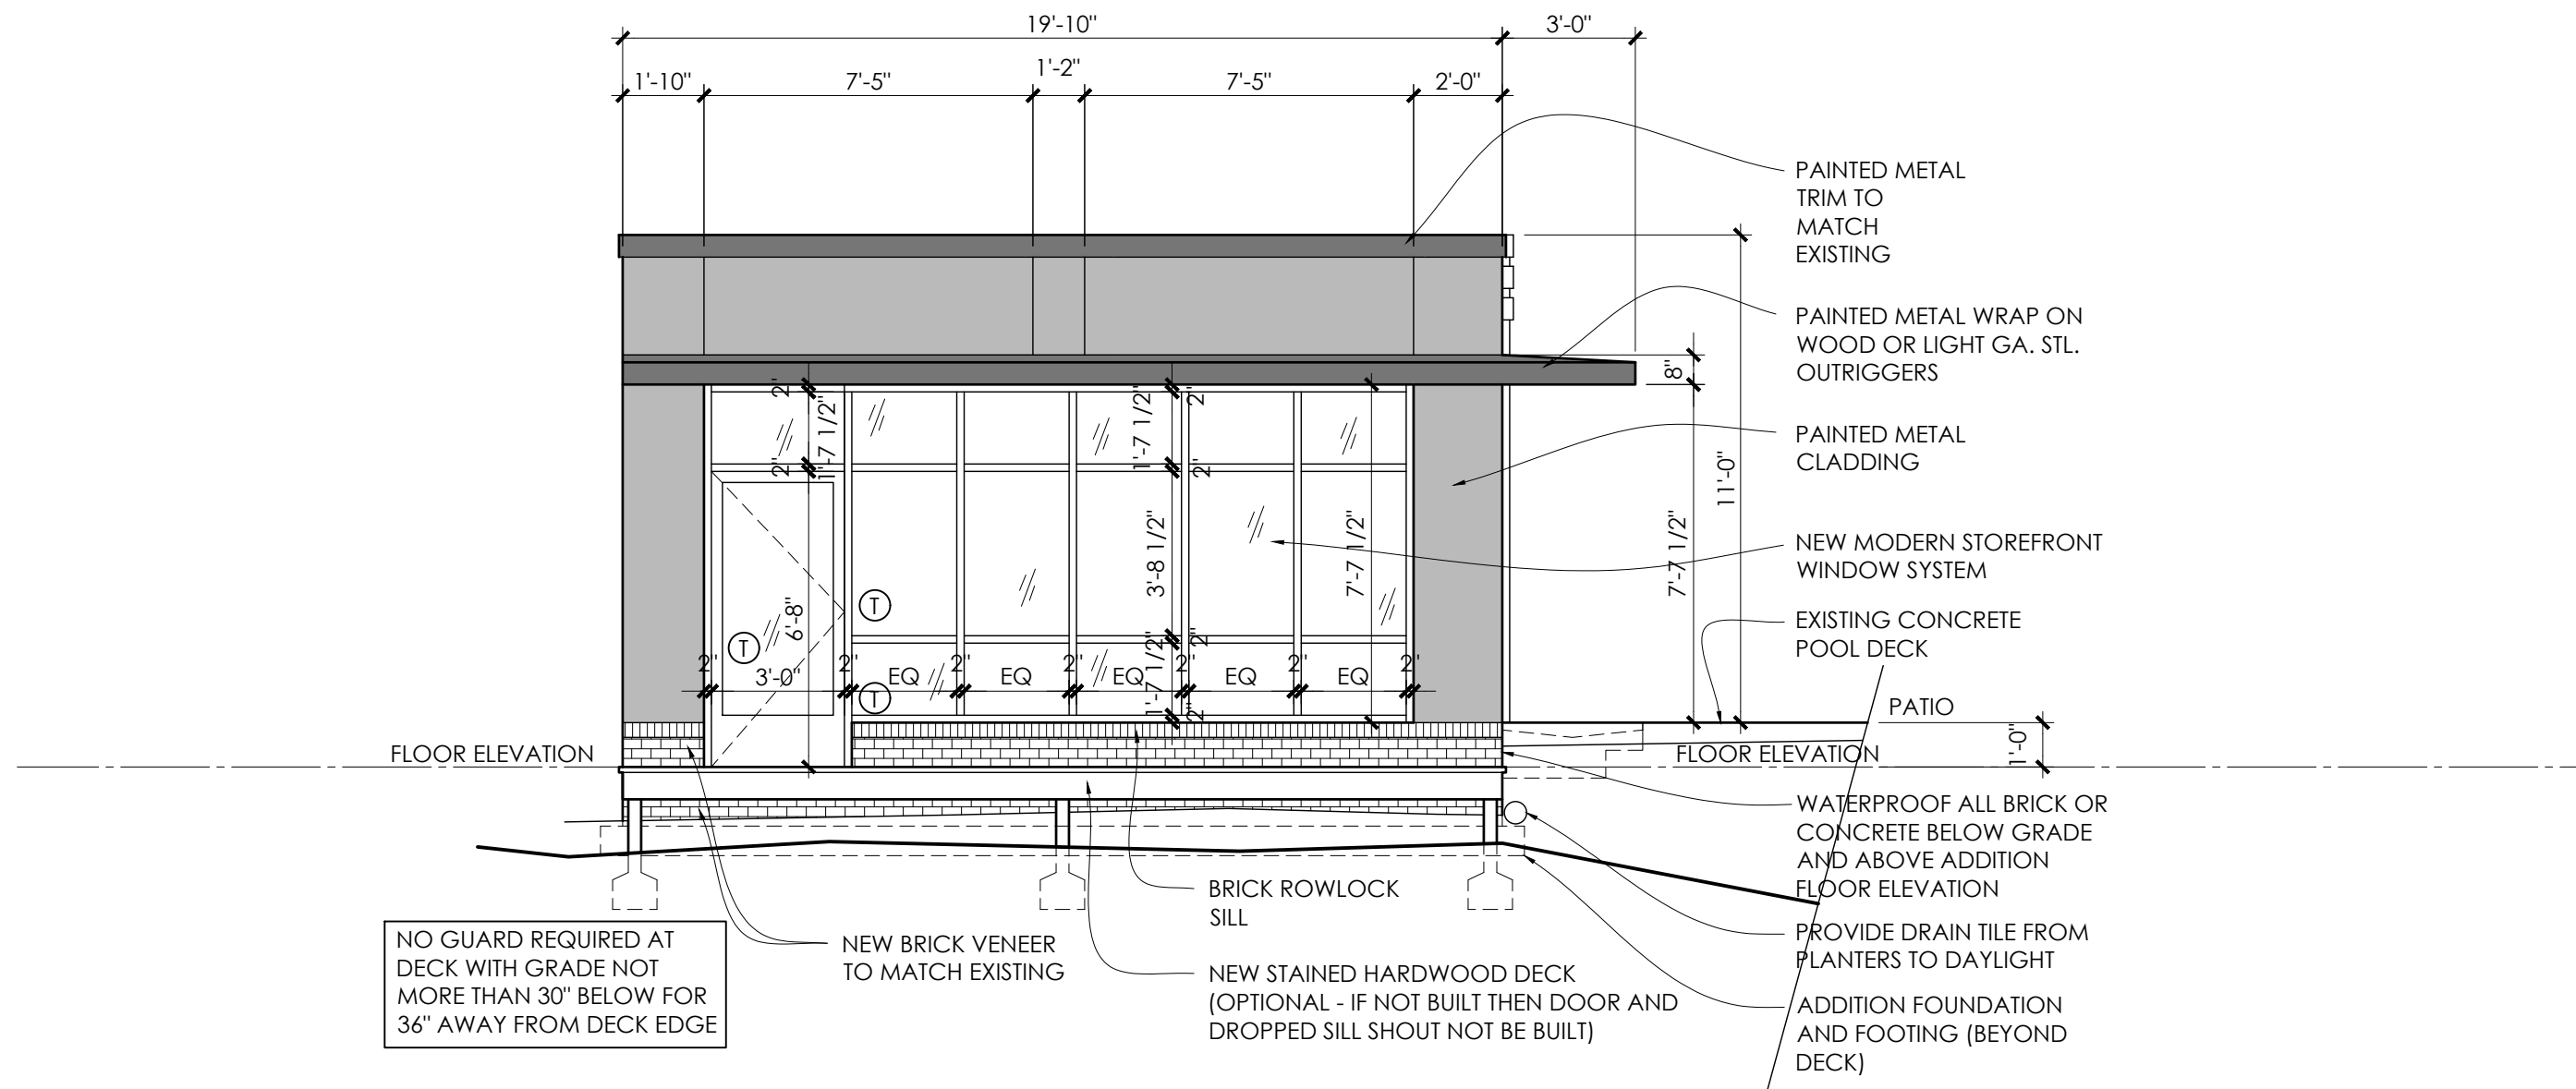 19'-10"
3'-0"
1'-10"
7'-5"
1'-2"
7'-5"
2'-0"
PAINTED METAL
TRIM TO
MATCH
EXISTING
PAINTED METAL WRAP ON
WOOD OR LIGHT GA. STL.
OUTRIGGERS
8"
PAINTED METAL
CLADDING
11'-0"
7'-7 1/2"
2"
1'-7 1/2"
2"
6'-8"
2"
1'-7 1/2"
2"
3'-8 1/2"
2"
1'-7 1/2"
2"
7'-7 1/2"
NEW MODERN STOREFRONT
WINDOW SYSTEM
T
T
T
EXISTING CONCRETE
POOL DECK
2" 3'-0" 2" EQ 2" EQ 2" EQ 2" EQ 2" EQ 2"
PATIO
1'-0"
FLOOR ELEVATION
FLOOR ELEVATION
WATERPROOF ALL BRICK OR
CONCRETE BELOW GRADE
AND ABOVE ADDITION
FLOOR ELEVATION
BRICK ROWLOCK
SILL
PROVIDE DRAIN TILE FROM
PLANTERS TO DAYLIGHT
NO GUARD REQUIRED AT
DECK WITH GRADE NOT
MORE THAN 30" BELOW FOR
36" AWAY FROM DECK EDGE
NEW BRICK VENEER
TO MATCH EXISTING
NEW STAINED HARDWOOD DECK
(OPTIONAL - IF NOT BUILT THEN DOOR AND
DROPPED SILL SHOUT NOT BE BUILT)
ADDITION FOUNDATION
AND FOOTING (BEYOND
DECK)